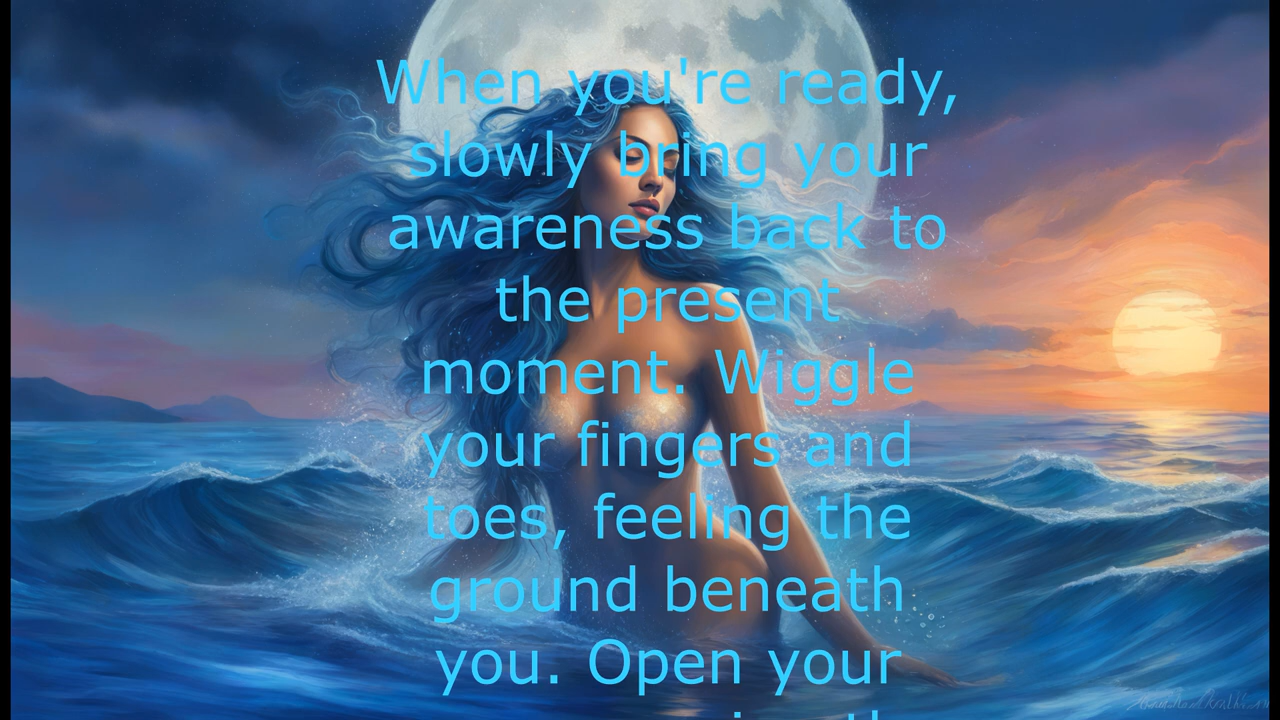 When you're ready,
slowly bring your
awareness back to
the present
moment. Wiggle
your fingers and
toes, feeling the
ground beneath
you. Open your